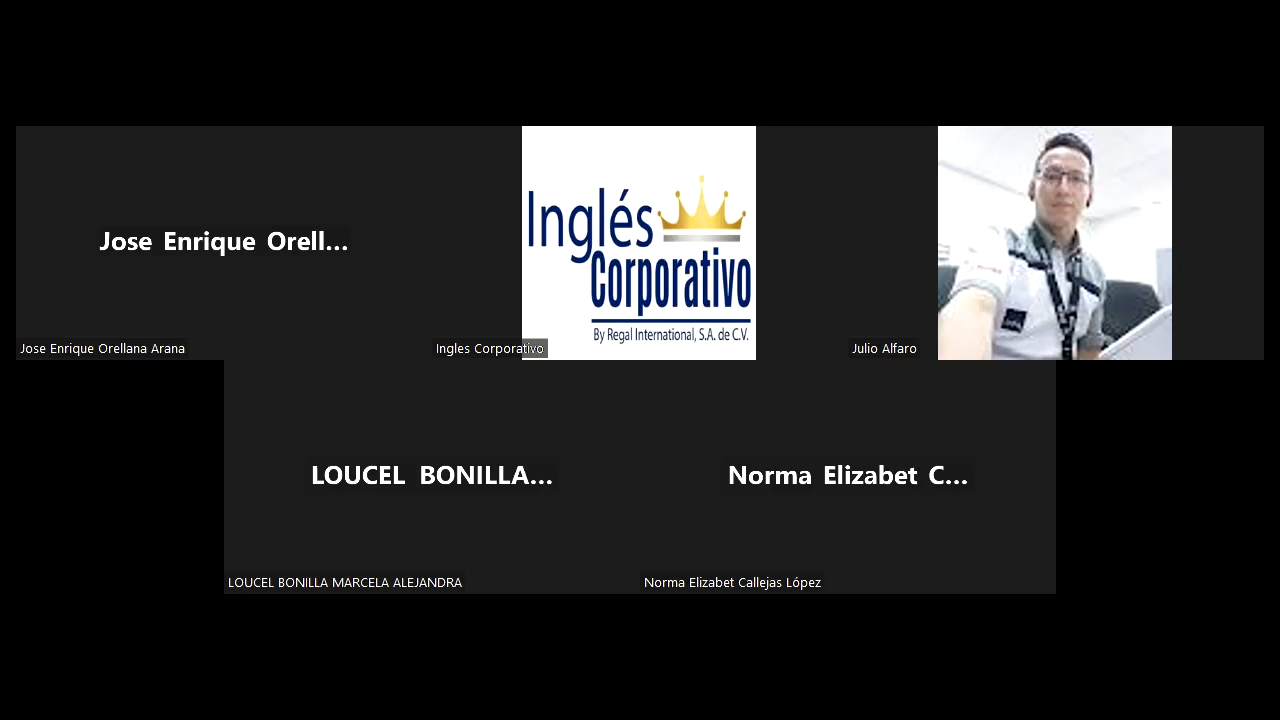 Jose Enrique Orell...
Jose Enrique Orellana Arana
Inglés
Corporativo
By Regal International, S.A. de C.V.
Ingles Corporativo
Julio Alfaro
LOUCEL BONILLA...
LOUCEL BONILLA MARCELA ALEJANDRA
Norma Elizabet C...
Norma Elizabet Callejas López